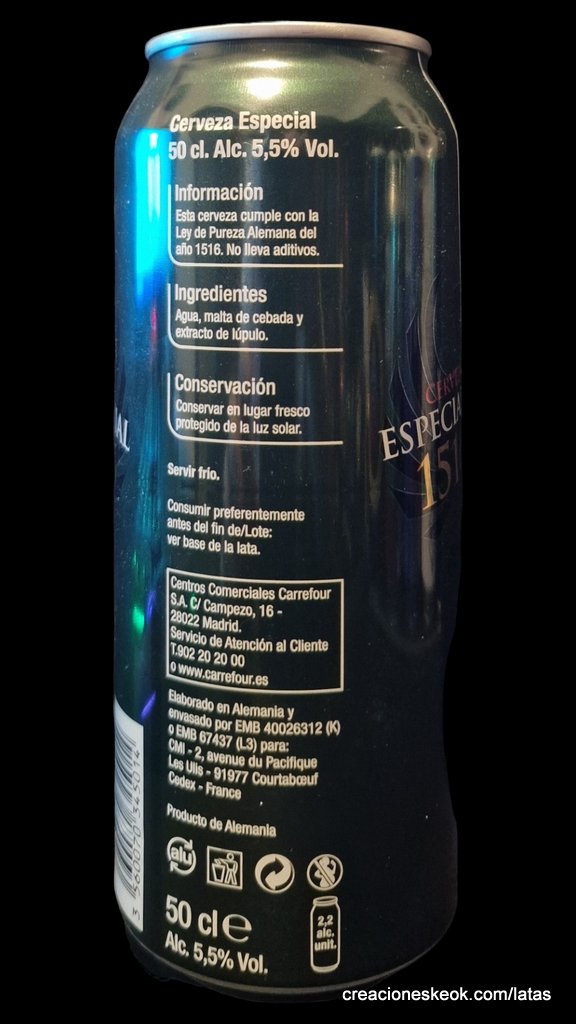 Cerveza Especial
50 cl. Alc. 5,5% Vol.
Información
Esta cerveza cumple con la
Ley de Pureza Alemana del
año 1516. No lleva aditivos.
Ingredientes
Agua, malta de cebada y
extracto de lúpulo.
Conservación
Conservar en lugar fresco
protegido de la luz solar.
Servir frío.
Consumir preferentemente
antes del fin de/Lote:
ver base de la lata.
Centros Comerciales Carrefour
S.A. C/ Campezo, 16 -
28022 Madrid.
Servicio de Atención al Cliente
T.902 20 20 00
o www.carrefour.es
Elaborado en Alemania y
envasado por EMB 40026312 (K)
o EMB 67437 (L3) para:
CMI - 2, avenue du Pacifique
Les Ulis - 91977 Courtabœuf
Cedex - France
Producto de Alemania
alu
50 cl e
Alc. 5,5% Vol.
2,2
alc.
unit.
ESPECIA
151
3 560070 345014
creacioneskeok.com/latas